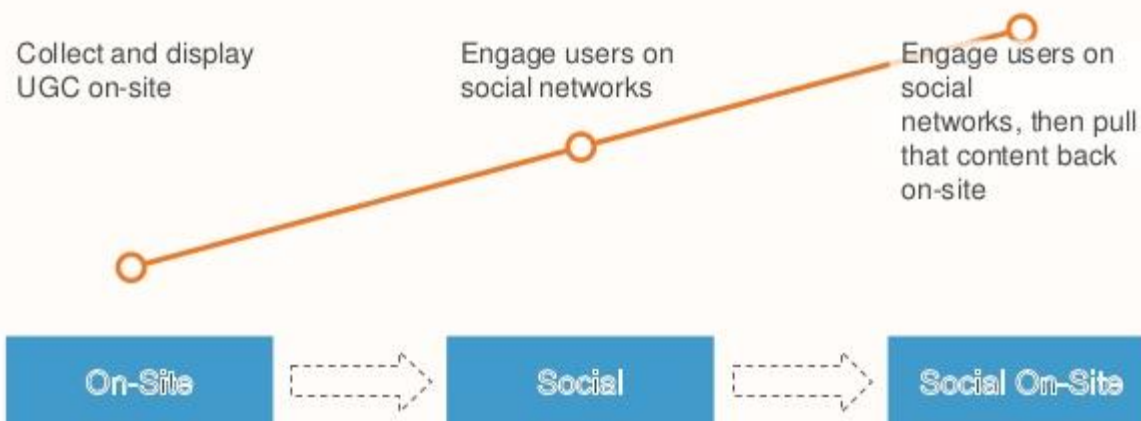 Collect and display
UGC on-site
Engage users on
social networks
Engage users on
social
networks, then pull
that content back
on-site
On-Site
Social
Social On-Site